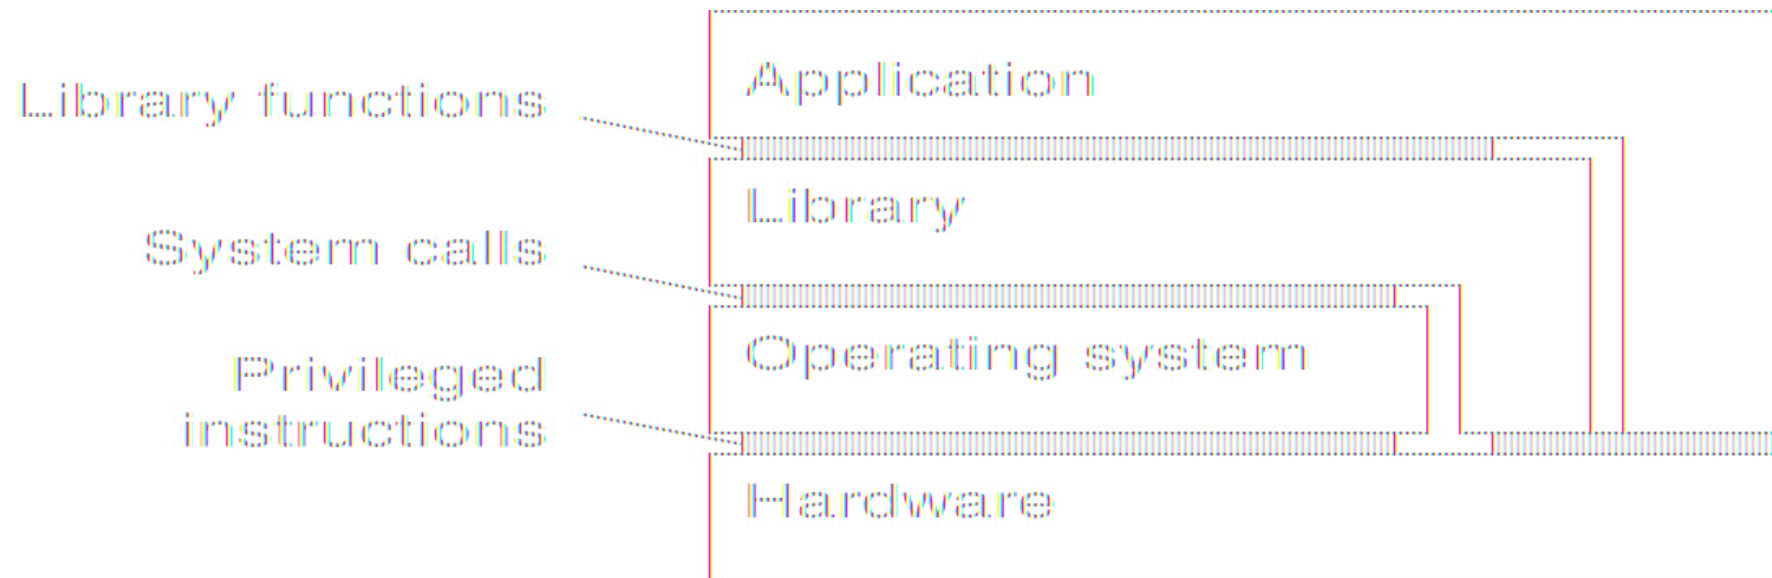 Application
Library functions
Library
System calls
Operating system
Privileged
instructions
Hardware